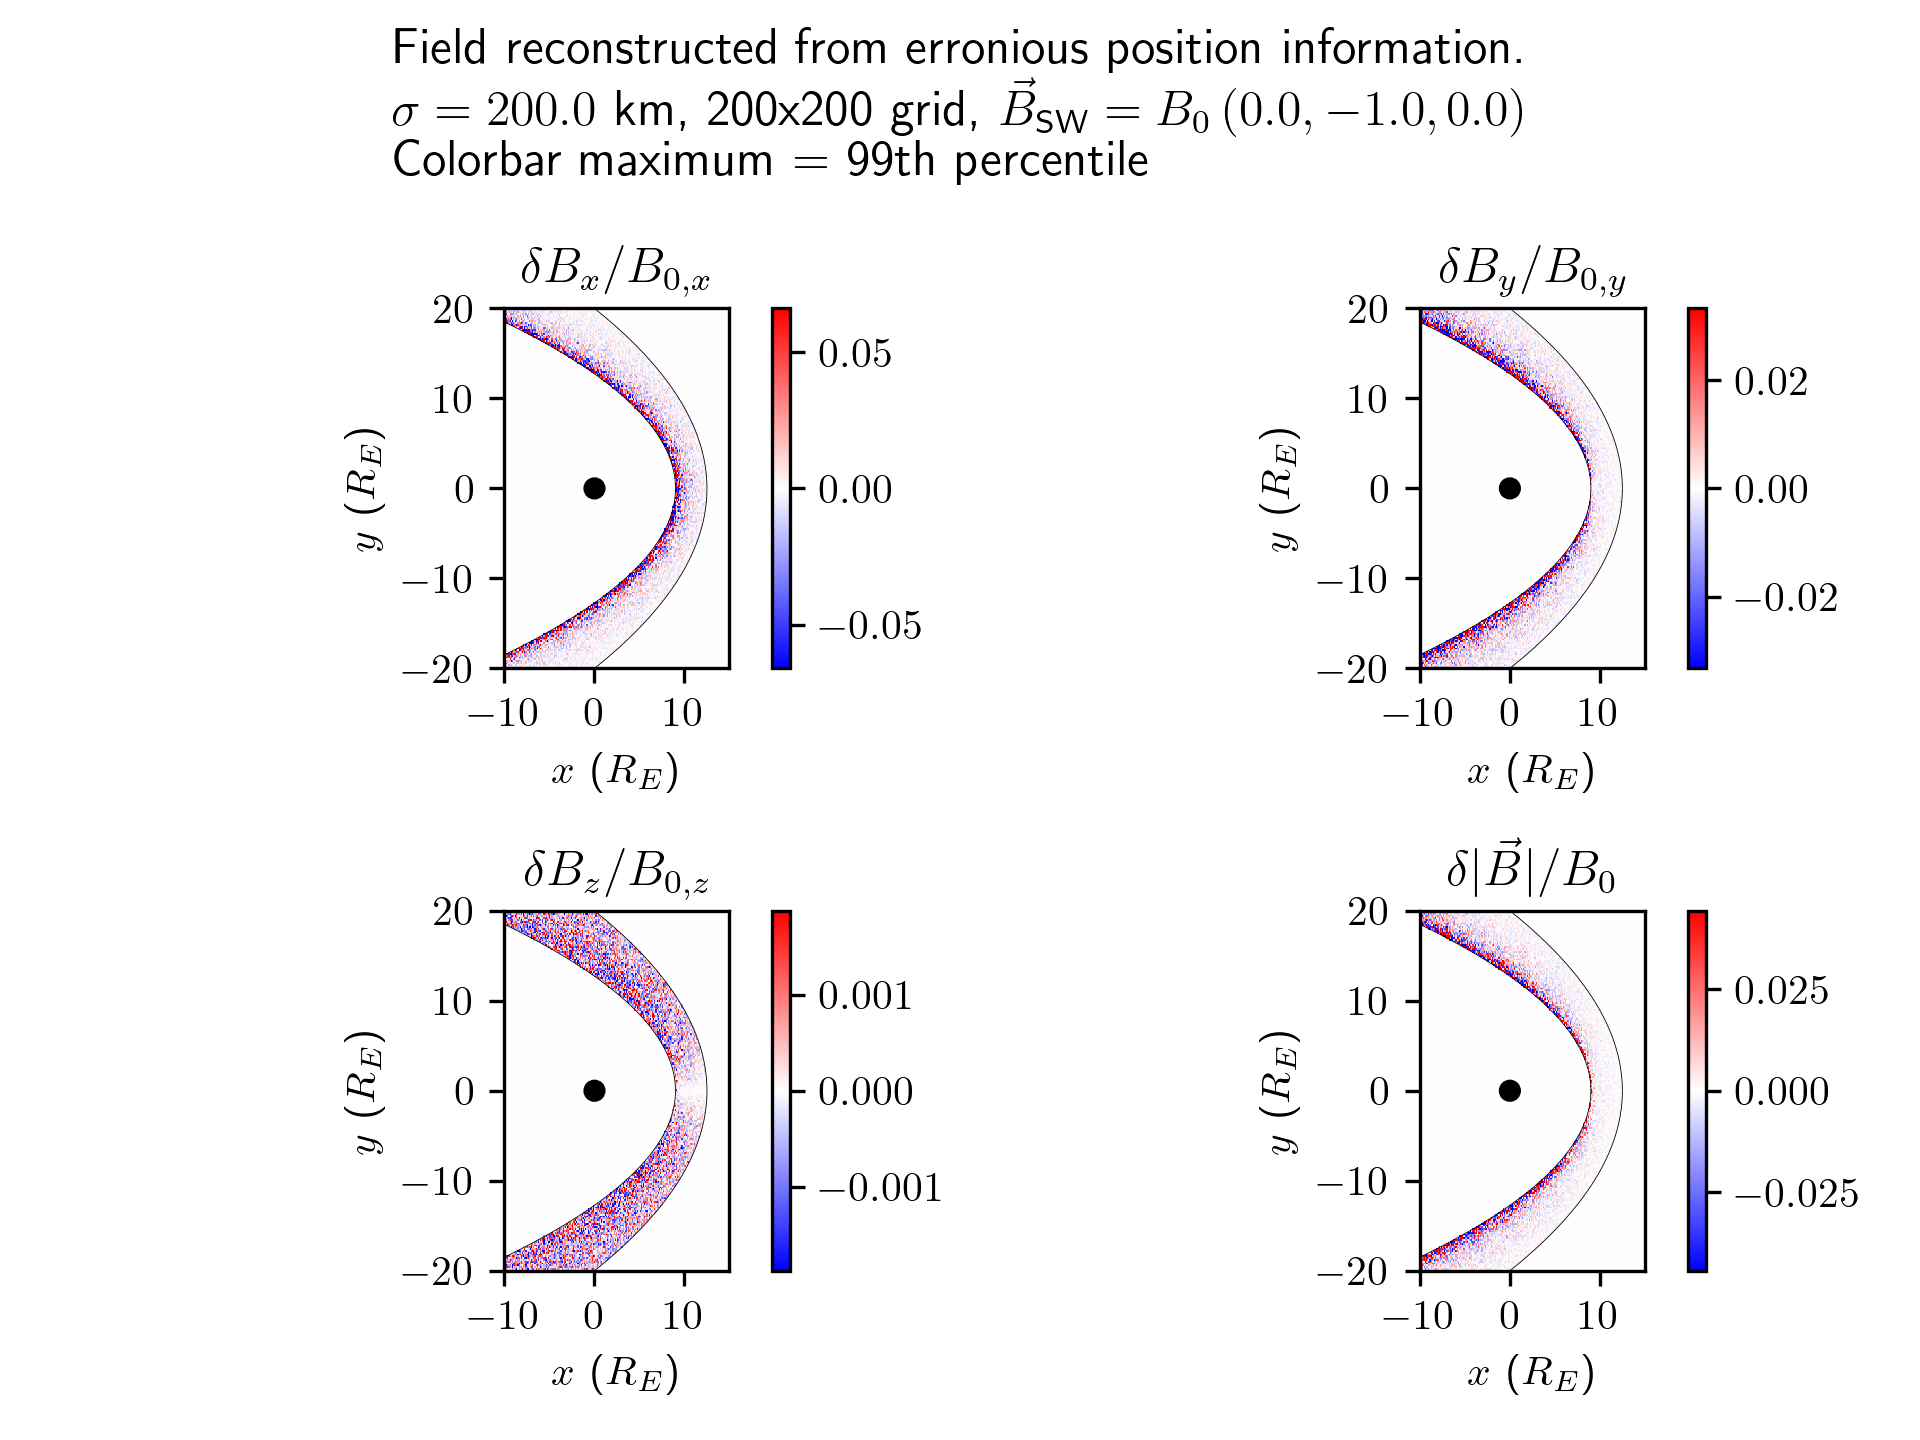 Field reconstructed from erronious position information.
σ = 200.0 km, 200x200 grid, B⃗_SW = B₀ (0.0, −1.0, 0.0)
Colorbar maximum = 99th percentile
δB_x/B_{0,x}
20
10
0
−10
−20
y (R_E)
−10 0 10
x (R_E)
0.05
0.00
−0.05
δB_y/B_{0,y}
20
10
0
−10
−20
y (R_E)
−10 0 10
x (R_E)
0.02
0.00
−0.02
δB_z/B_{0,z}
20
10
0
−10
−20
y (R_E)
−10 0 10
x (R_E)
0.001
0.000
−0.001
δ|B⃗|/B₀
20
10
0
−10
−20
y (R_E)
−10 0 10
x (R_E)
0.025
0.000
−0.025